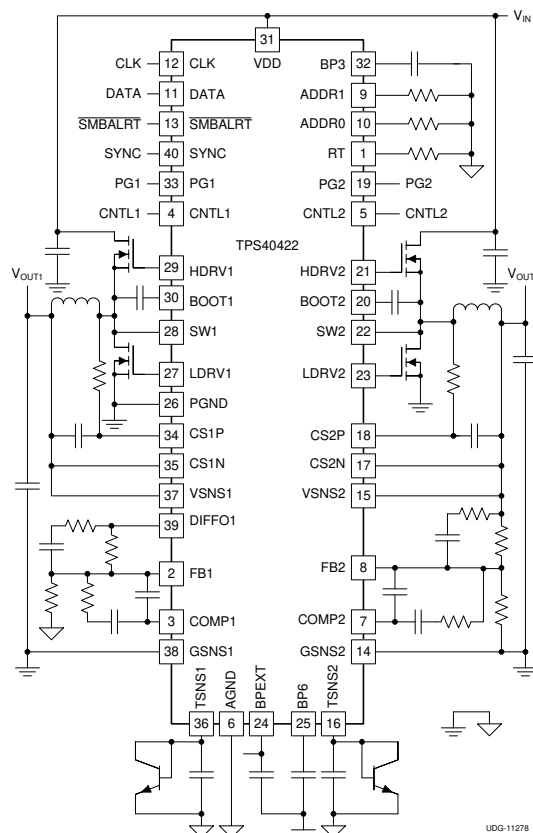 31
V_IN
VDD
CLK 12 CLK
BP3 32
DATA 11 DATA
ADDR1 9
SMBALRT 13 SMBALRT
ADDR0 10
SYNC 40 SYNC
RT 1
PG1 33 PG1
PG2 19 PG2
CNTL1 4 CNTL1
CNTL2 5 CNTL2
TPS40422
29 HDRV1
HDRV2 21
V_OUT1
V_OUT
30 BOOT1
BOOT2 20
28 SW1
SW2 22
27 LDRV1
LDRV2 23
26 PGND
34 CS1P
CS2P 18
35 CS1N
CS2N 17
37 VSNS1
VSNS2 15
39 DIFFO1
2 FB1
FB2 8
3 COMP1
COMP2 7
38 GSNS1
GSNS2 14
TSNS1 AGND BPEXT BP6 TSNS2
36 6 24 25 16
UDG-11278